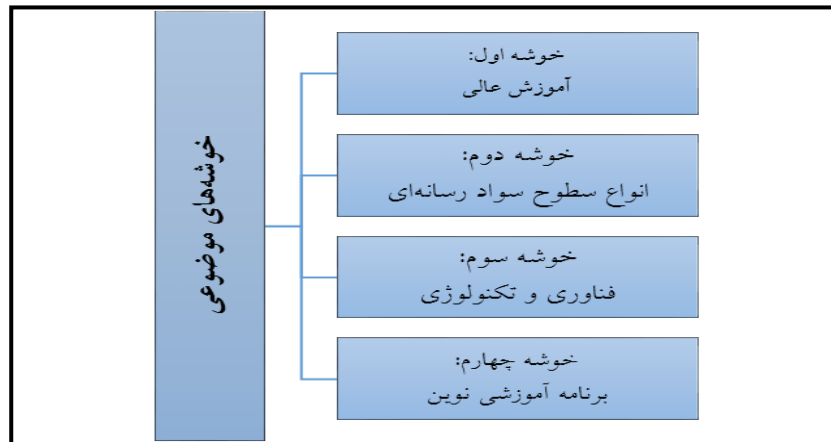 خوشه‌های موضوعی
خوشه اول:
آموزش عالی
خوشه دوم:
انواع سطوح سواد رسانه‌ای
خوشه سوم:
فناوری و تکنولوژی
خوشه چهارم:
برنامه آموزشی نوین